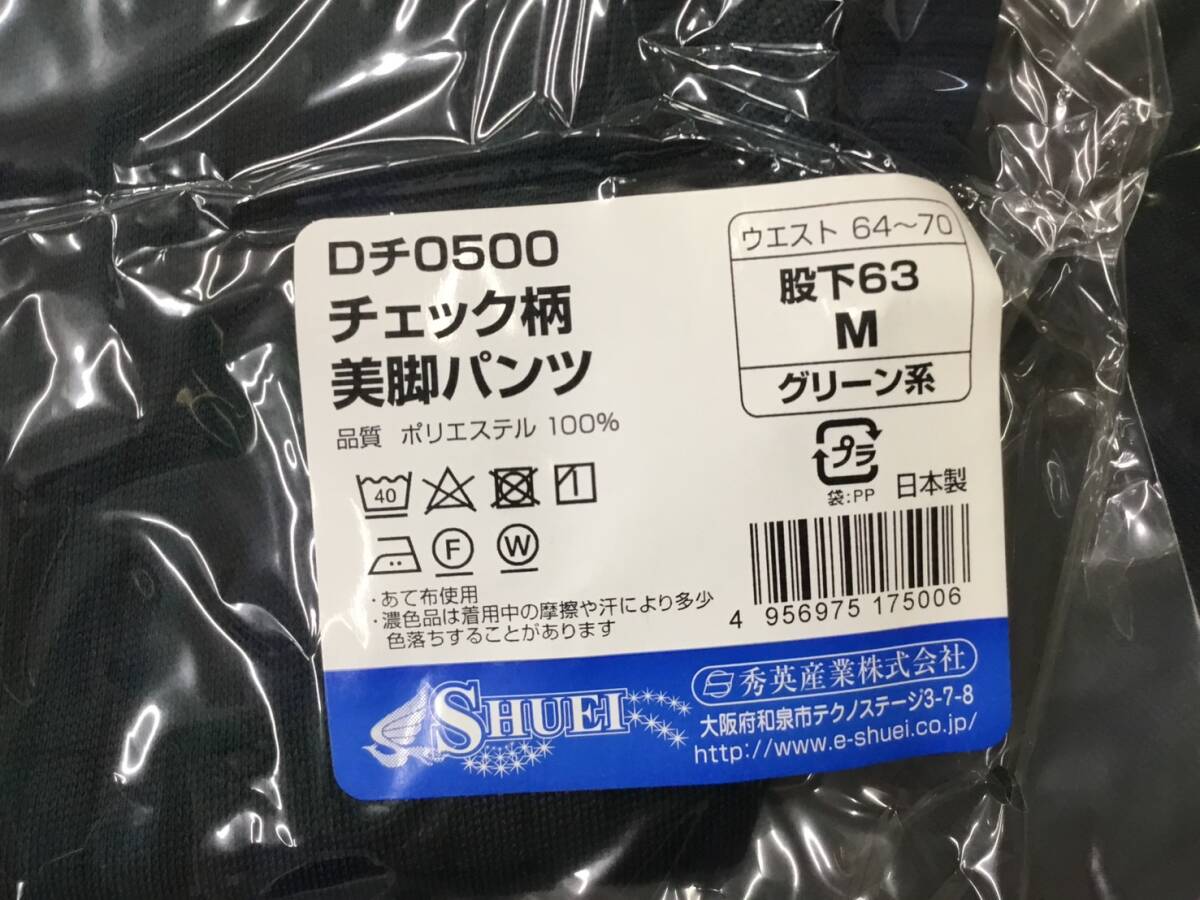 Dチ0500
チェック柄
美脚パンツ
品質 ポリエステル 100%
ウエスト 64～70
股下63
M
グリーン系
プラ
袋:PP 日本製
40
F W
・あて布使用
・濃色品は着用中の摩擦や汗により多少
色落ちすることがあります
4 956975 175006
SHUEI
秀英産業株式会社
大阪府和泉市テクノステージ3-7-8
http://www.e-shuei.co.jp/